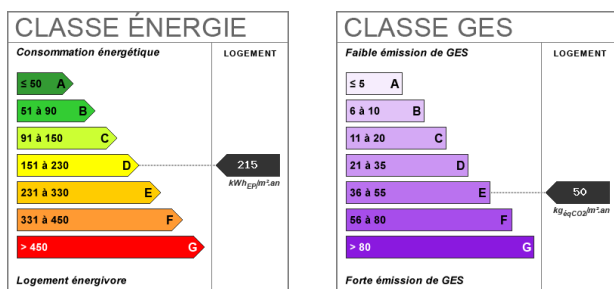 CLASSE ÉNERGIE
Consommation énergétique
LOGEMENT
≤ 50 A
51 à 90 B
91 à 150 C
151 à 230 D
215
kWhEP/m².an
231 à 330 E
331 à 450 F
> 450 G
Logement énergivore
CLASSE GES
Faible émission de GES
LOGEMENT
≤ 5 A
6 à 10 B
11 à 20 C
21 à 35 D
36 à 55 E
50
kgéqCO2/m².an
56 à 80 F
> 80 G
Forte émission de GES